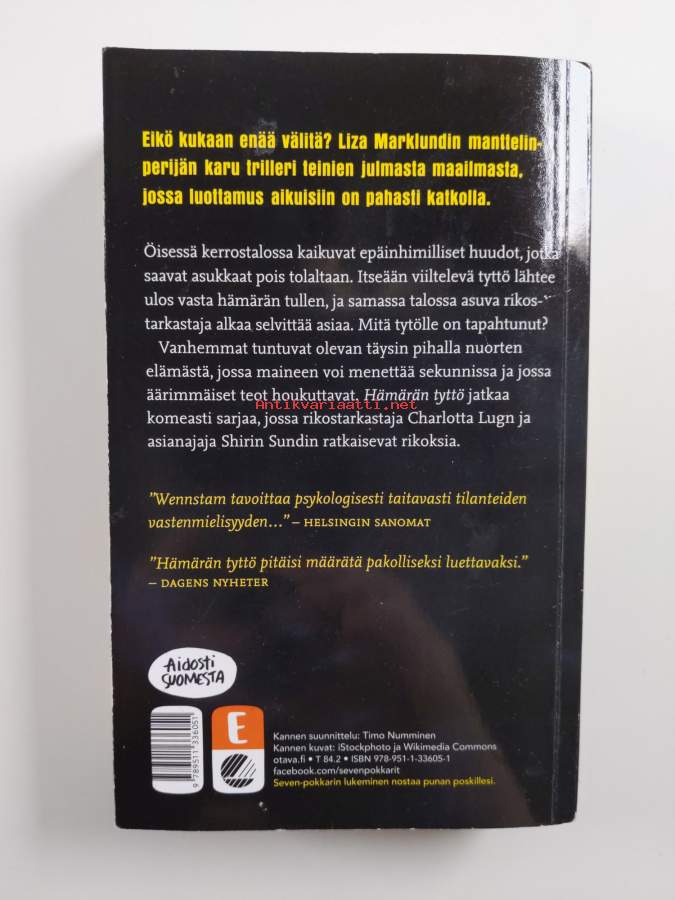 Eikö kukaan enää välitä? Liza Marklundin manttelin-
perijän karu trilleri teinien julmasta maailmasta,
jossa luottamus aikuisiin on pahasti katkolla.
Öisessä kerrostalossa kaikuvat epäinhimilliset huudot, jotka
saavat asukkaat pois tolaltaan. Itseään viiltelevä tyttö lähtee
ulos vasta hämärän tullen, ja samassa talossa asuva rikos-
tarkastaja alkaa selvittää asiaa. Mitä tytölle on tapahtunut?
Vanhemmat tuntuvat olevan täysin pihalla nuorten
elämästä, jossa maineen voi menettää sekunnissa ja jossa
äärimmäiset teot houkuttavat. Hämärän tyttö jatkaa
Antikvariaatti.net
komeasti sarjaa, jossa rikostarkastaja Charlotta Lugn ja
asianajaja Shirin Sundin ratkaisevat rikoksia.
”Wennstam tavoittaa psykologisesti taitavasti tilanteiden
vastenmielisyyden...” – HELSINGIN SANOMAT
”Hämärän tyttö pitäisi määrätä pakolliseksi luettavaksi.”
– DAGENS NYHETER
Aidosti
SUOMESTA
9 789511 336051
E
Kannen suunnittelu: Timo Numminen
Kannen kuvat: iStockphoto ja Wikimedia Commons
otava.fi • T 84.2 • ISBN 978-951-1-33605-1
facebook.com/sevenpokkarit
Seven-pokkarin lukeminen nostaa punan poskillesi.